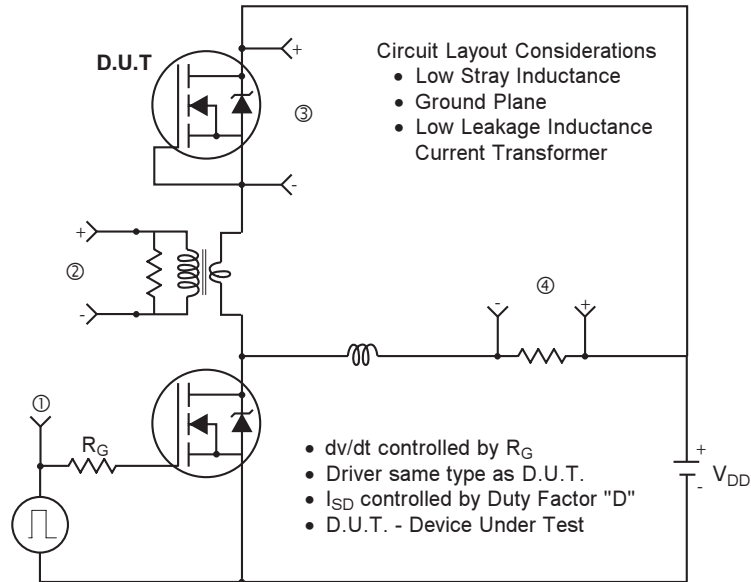 D.U.T
+
Circuit Layout Considerations
• Low Stray Inductance
• Ground Plane
• Low Leakage Inductance
Current Transformer
③
-
+
②
-
④
- +
①
R_G
• dv/dt controlled by R_G
• Driver same type as D.U.T.
• I_SD controlled by Duty Factor "D"
• D.U.T. - Device Under Test
+
V_DD
-